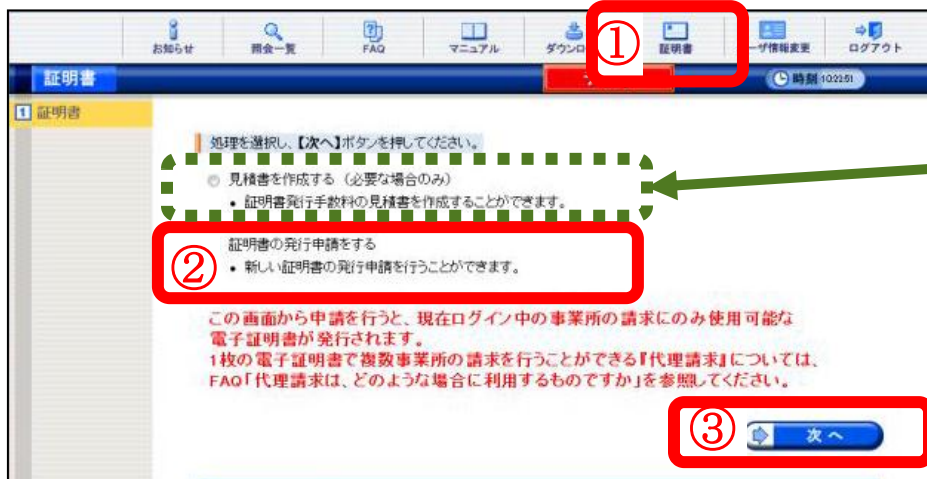 お知らせ
照会一覧
FAQ
マニュアル
ダウンロ
①
証明書
ーザ情報変更
ログアウト
証明書
時刻 10:22:51
1 証明書
処理を選択し、【次へ】ボタンを押してください。
見積書を作成する (必要な場合のみ)
• 証明書発行手数料の見積書を作成することができます。
②
証明書の発行申請をする
• 新しい証明書の発行申請を行うことができます。
この画面から申請を行うと、現在ログイン中の事業所の請求にのみ使用可能な
電子証明書が発行されます。
1枚の電子証明書で複数事業所の請求を行うことができる『代理請求』については、
FAQ「代理請求は、どのような場合に利用するものですか」を参照してください。
③
次へ